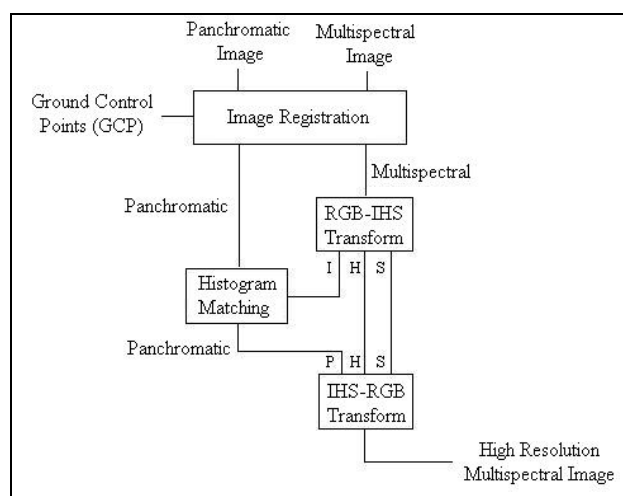 Panchromatic
Image
Multispectral
Image
Ground Control
Points (GCP)
Image Registration
Multispectral
Panchromatic
RGB-IHS
Transform
I H S
Histogram
Matching
Panchromatic
P H S
IHS-RGB
Transform
High Resolution
Multispectral Image